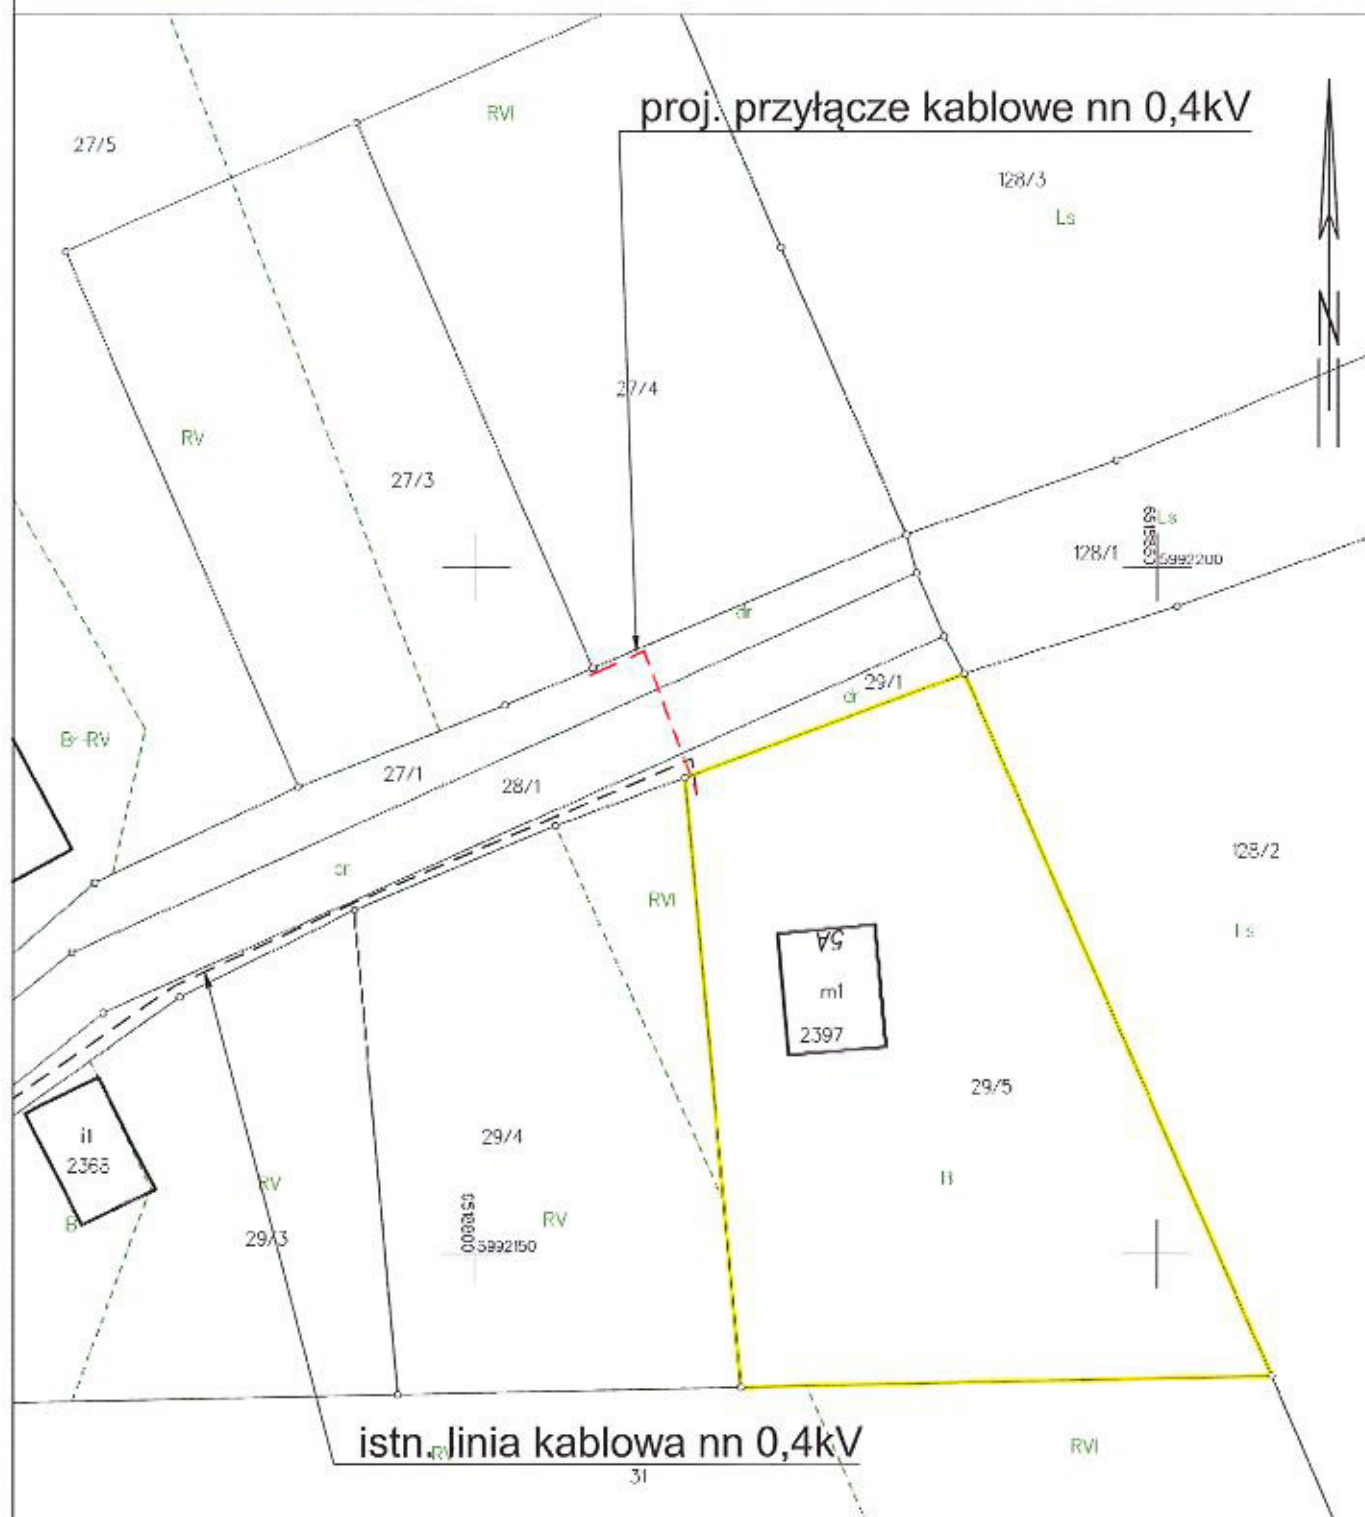 proj. przyłącze kablowe nn 0,4kV
RVI
27/5
128/3
Ls
N
27/4
RV
27/3
Ls
128/1
5992200
dr
29/1
dr
Br-RV
27/1
28/1
dr
128/2
Ls
RVI
5A
m1
2397
29/5
i1
2368
29/4
B
RV
B
29/3
RV
6518800
5992150
istn. linia kablowa nn 0,4kV
RV
RVI
31